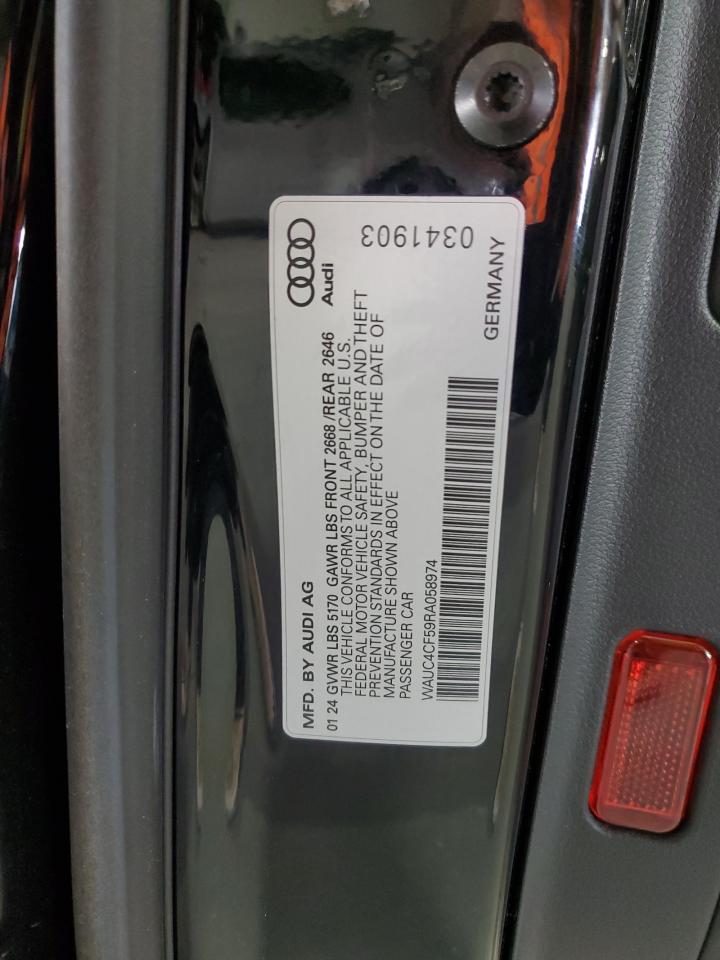 MFD. BY AUDI AG
01 24 GVWR LBS 5170 GAWR LBS FRONT 2668 /REAR 2646
THIS VEHICLE CONFORMS TO ALL APPLICABLE U.S.
FEDERAL MOTOR VEHICLE SAFETY, BUMPER AND THEFT
PREVENTION STANDARDS IN EFFECT ON THE DATE OF
MANUFACTURE SHOWN ABOVE
PASSENGER CAR
WAUC4CF59RA058974
Audi
0341903
GERMANY